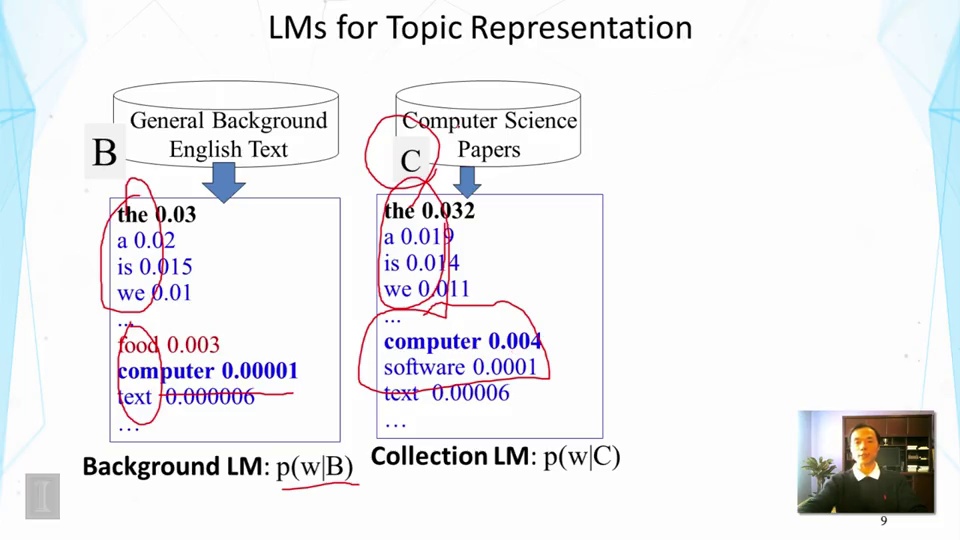 LMs for Topic Representation
General Background
English Text
B
the 0.03
a 0.02
is 0.015
we 0.01
...
food 0.003
computer 0.00001
text 0.000006
...
Background LM: p(w|B)
Computer Science
Papers
C
the 0.032
a 0.019
is 0.014
we 0.011
...
computer 0.004
software 0.0001
text 0.00006
...
Collection LM: p(w|C)
I
9